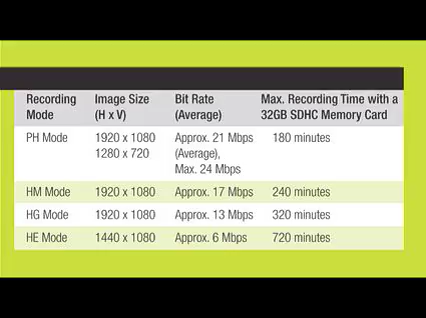 Recording Image Size Bit Rate Max. Recording Time with a
Mode (H x V) (Average) 32GB SDHC Memory Card
PH Mode 1920 x 1080 Approx. 21 Mbps 180 minutes
1280 x 720 (Average),
Max. 24 Mbps
HM Mode 1920 x 1080 Approx. 17 Mbps 240 minutes
HG Mode 1920 x 1080 Approx. 13 Mbps 320 minutes
HE Mode 1440 x 1080 Approx. 6 Mbps 720 minutes